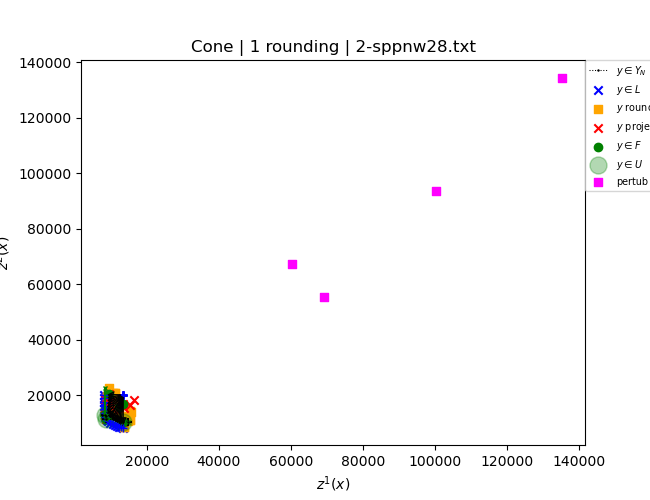 Cone | 1 rounding | 2-sppnw28.txt
140000
120000
100000
80000
60000
40000
20000
20000
40000
60000
80000
100000
120000
140000
z¹(x)
z²(x)
y ∈ Y_N
y ∈ L
y roun
y proje
y ∈ F
y ∈ U
pertub